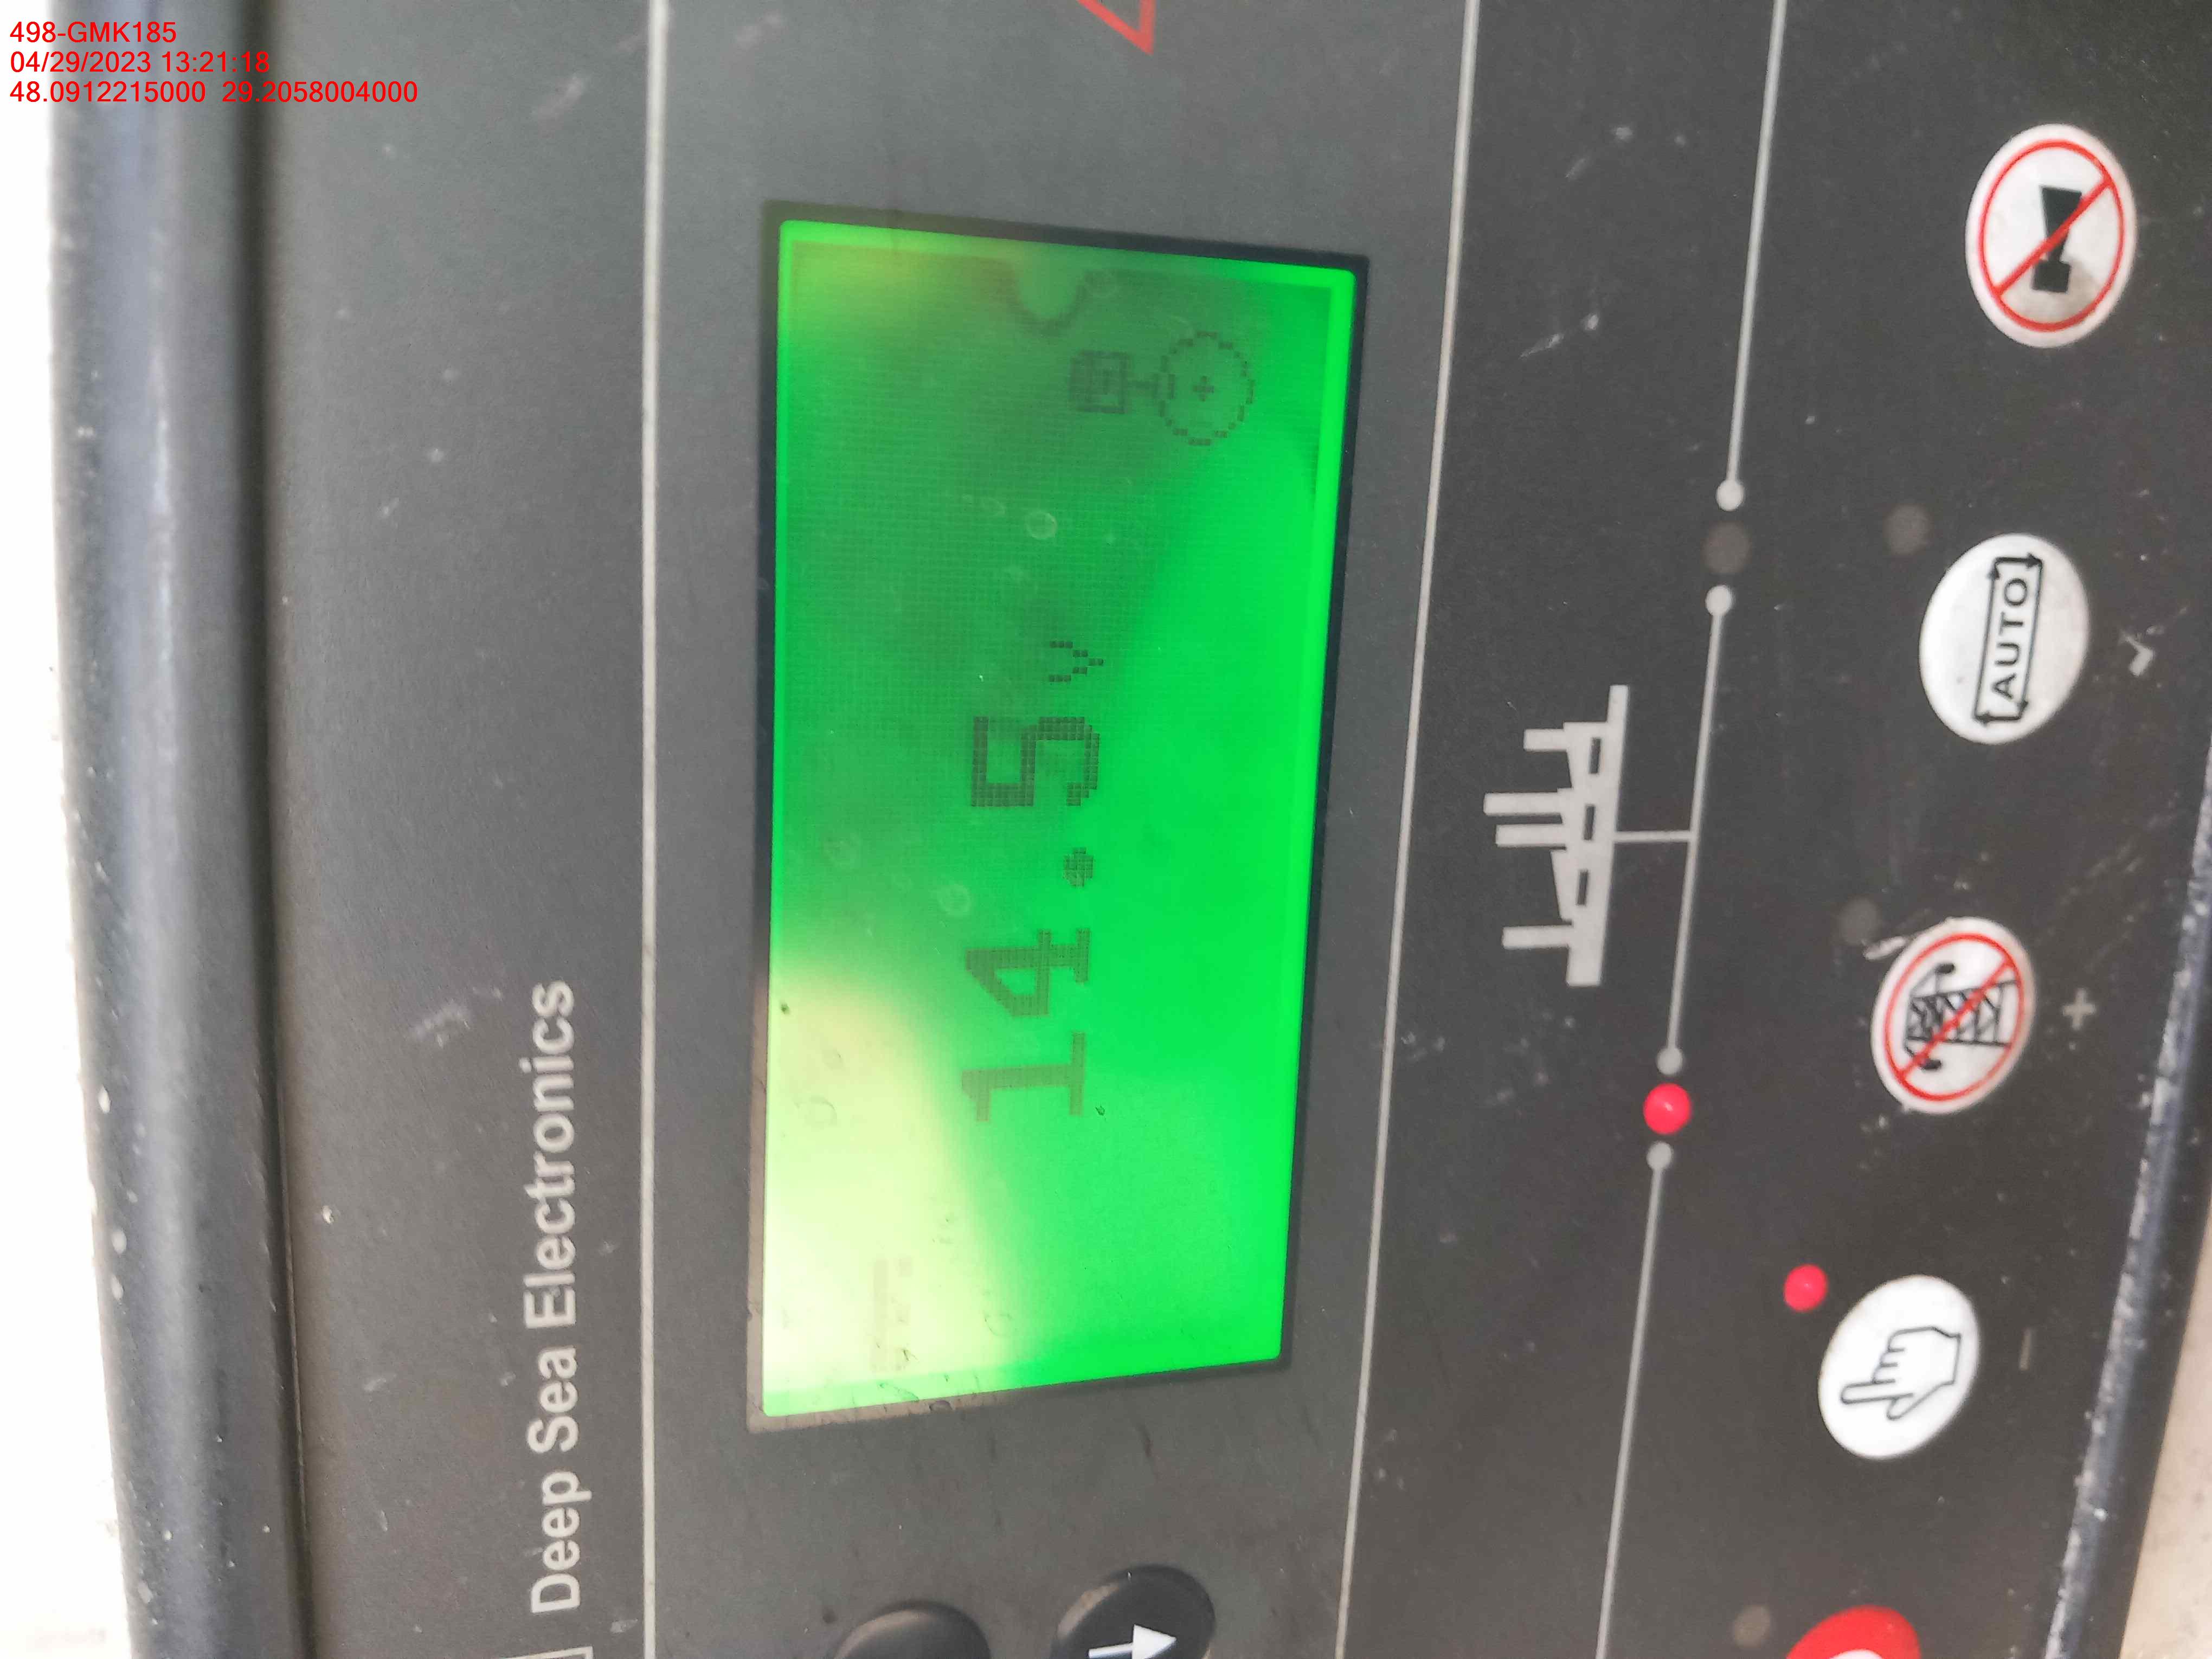 498-GMK185
04/29/2023 13:21:18
48.0912215000 29.2058004000
Deep Sea Electronics
14.5v
AUTO